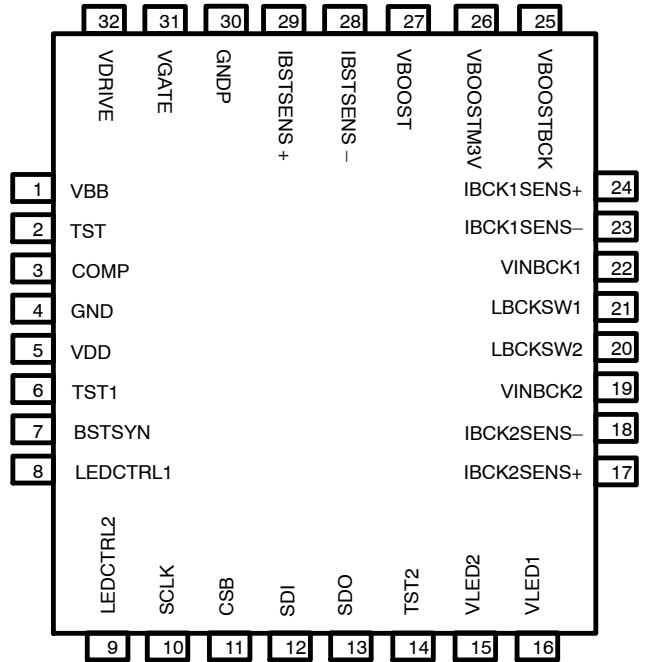 32 31 30 29 28 27 26 25
VDRIVE
VGATE
GNDP
IBSTSENS +
IBSTSENS –
VBOOST
VBOOSTM3V
VBOOSTBCK
1 VBB
2 TST
3 COMP
4 GND
5 VDD
6 TST1
7 BSTSYN
8 LEDCTRL1
IBCK1SENS+ 24
IBCK1SENS– 23
VINBCK1 22
LBCKSW1 21
LBCKSW2 20
VINBCK2 19
IBCK2SENS– 18
IBCK2SENS+ 17
LEDCTRL2
SCLK
CSB
SDI
SDO
TST2
VLED2
VLED1
9 10 11 12 13 14 15 16